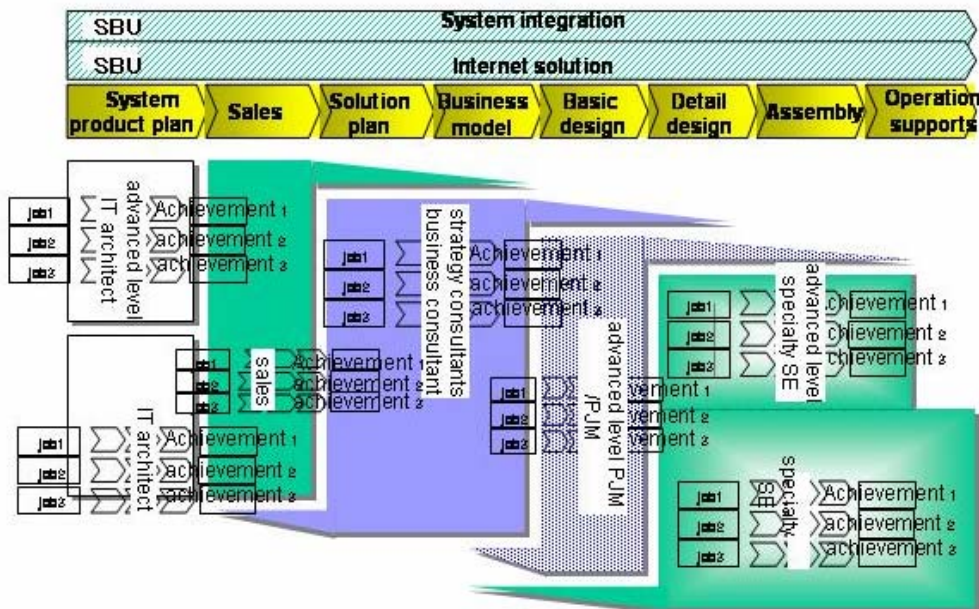 SBU System integration
SBU Internet solution
System product plan
Sales
Solution plan
Business model
Basic design
Detail design
Assembly
Operation supports
advanced level IT architect
job1 Achievement 1
job2 achievement 2
job3 achievement 3
IT architect
job1 Achievement 1
job2 achievement 2
job3 achievement 3
sales
job1 Achievement 1
job2 achievement 2
job3 achievement 3
strategy consultants
business consultant
job1 Achievement 1
job2 achievement 2
job3 achievement 3
advanced level PJM
/PJM
job1 vement 1
job2 vement 2
job3 vement 3
advanced level
specialty SE
job1 achievement 1
job2 achievement 2
job3 achievement 3
specialty
SE
job1 Achievement 1
job2 achievement 2
job3 achievement 3